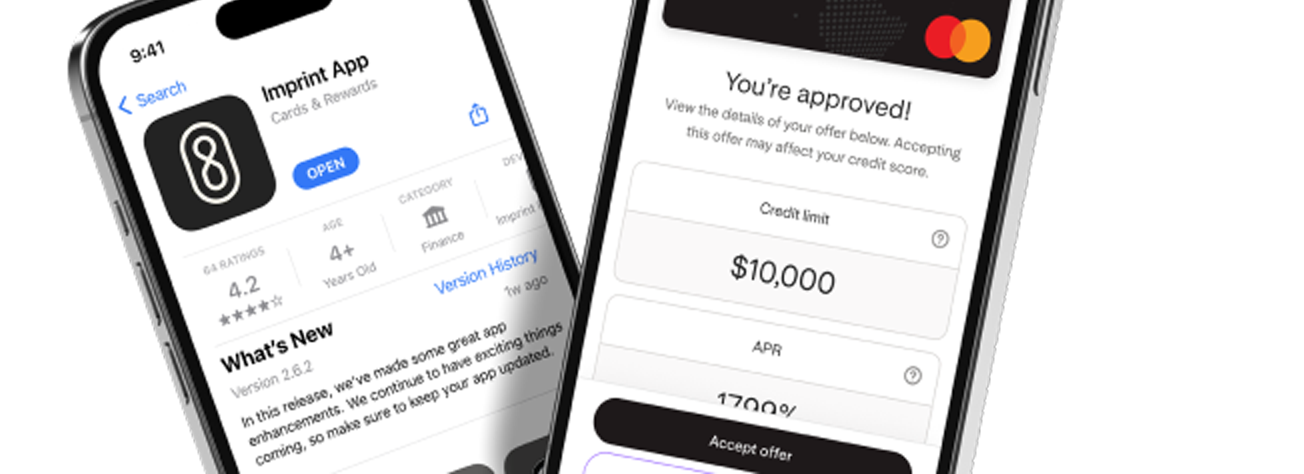 9:41
Search
Imprint App
Cards & Rewards
OPEN
64 RATINGS
4.2
AGE
4+
Years Old
CATEGORY
Finance
Imprint
Version History
1w ago
What's New
Version 2.6.2
In this release, we've made some great app
enhancements. We continue to have exciting things
coming, so make sure to keep your app updated.
You're approved!
View the details of your offer below. Accepting
this offer may affect your credit score.
Credit limit
$10,000
APR
17.99%
Accept offer